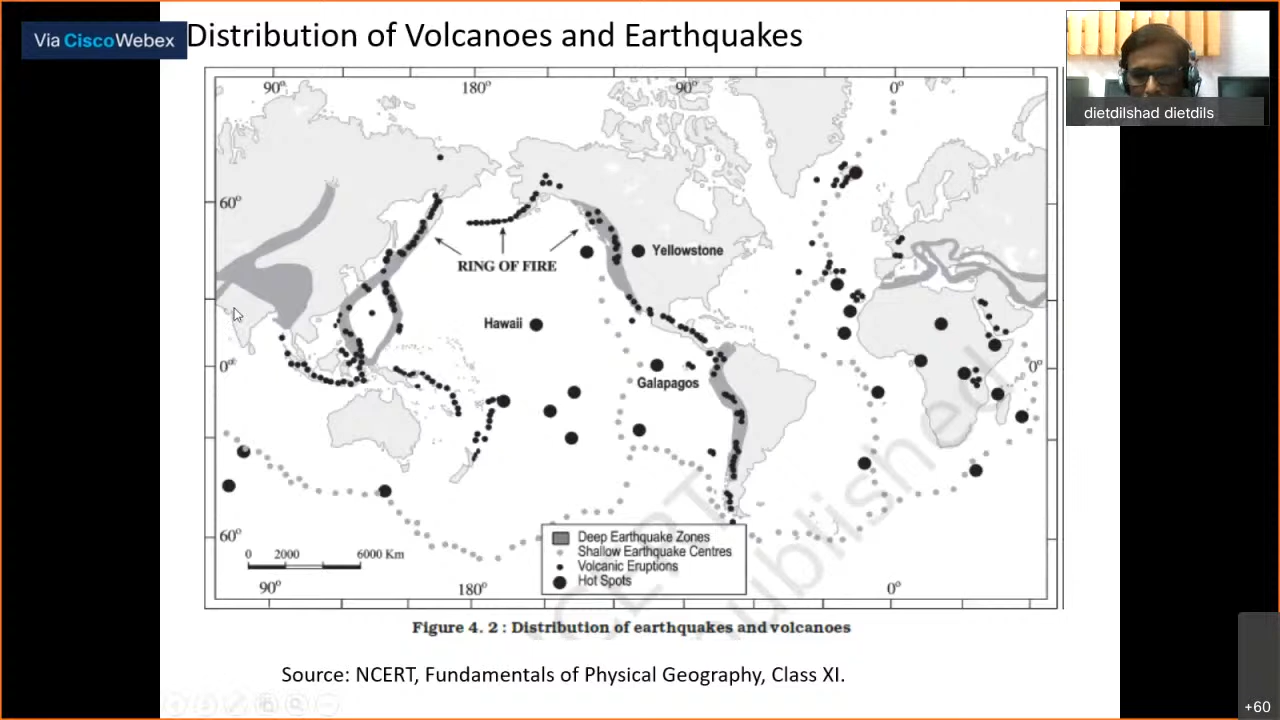 Via Cisco Webex
Distribution of Volcanoes and Earthquakes
dietdilshad dietdils
90° 180° 90° 0°
60°
Yellowstone
RING OF FIRE
Hawaii
0° 0°
Galapagos
60°
0 2000 6000 Km
Deep Earthquake Zones
Shallow Earthquake Centres
Volcanic Eruptions
Hot Spots
90° 180° 0°
Figure 4. 2 : Distribution of earthquakes and volcanoes
Source: NCERT, Fundamentals of Physical Geography, Class XI.
+60